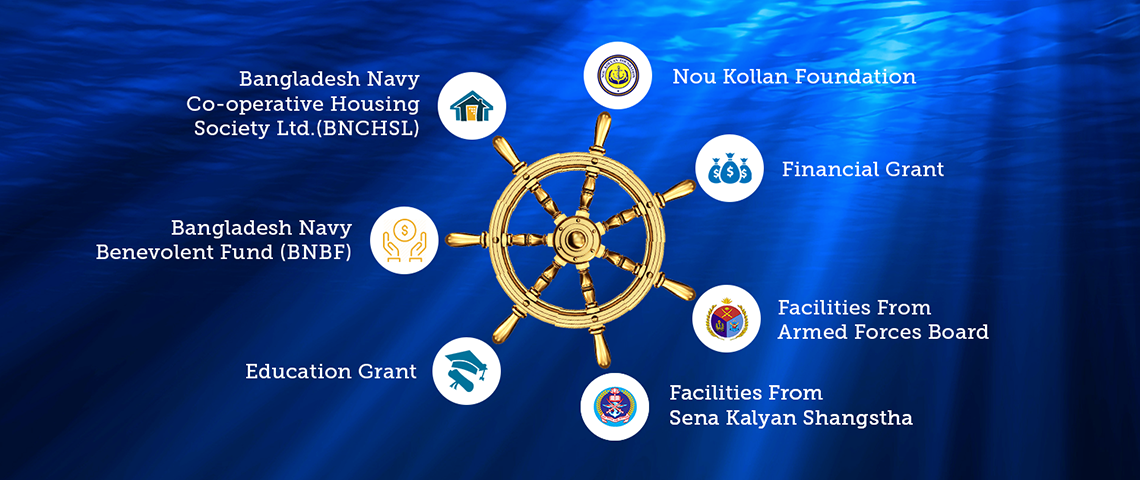 Bangladesh Navy
Co-operative Housing
Society Ltd.(BNCHSL)
Nou Kollan Foundation
Financial Grant
Bangladesh Navy
Benevolent Fund (BNBF)
Facilities From
Armed Forces Board
Education Grant
Facilities From
Sena Kalyan Shangstha